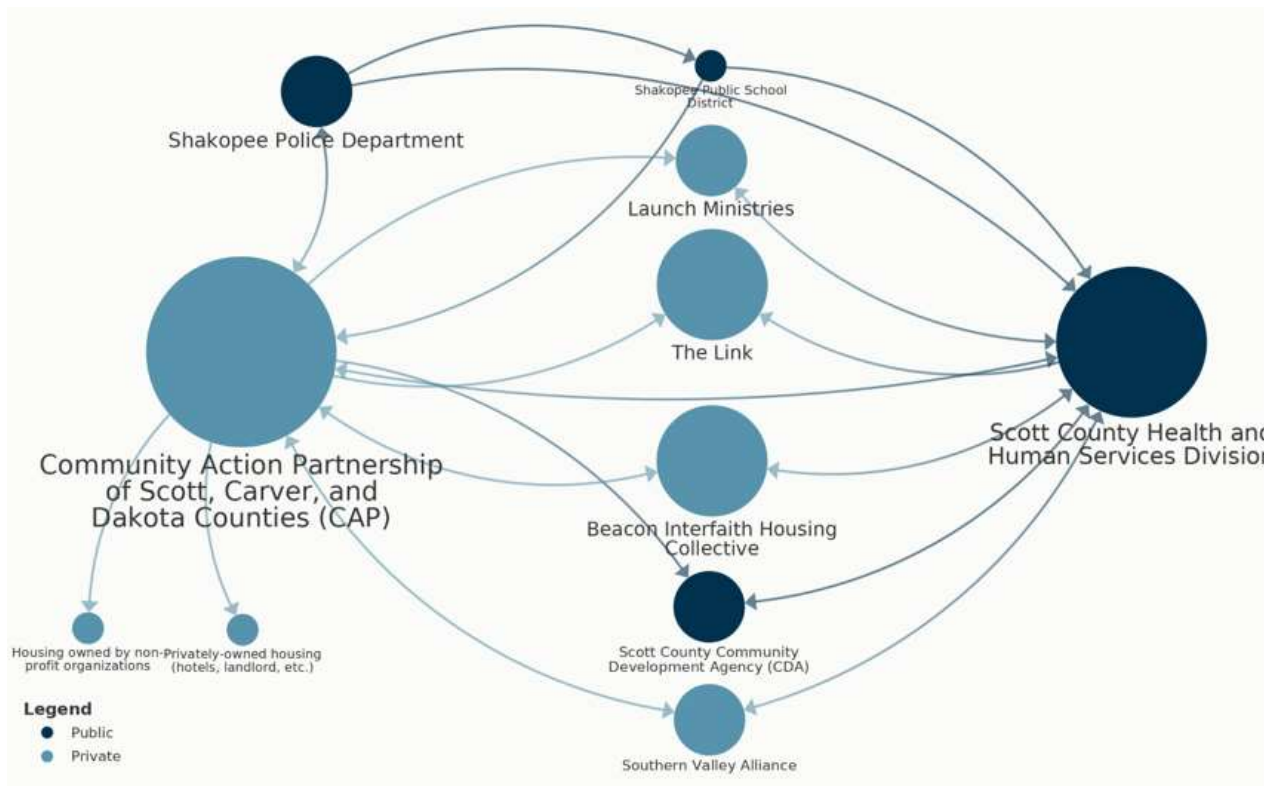 Shakopee Police Department
Shakopee Public School
District
Launch Ministries
The Link
Community Action Partnership
of Scott, Carver, and
Dakota Counties (CAP)
Scott County Health and
Human Services Division
Beacon Interfaith Housing
Collective
Scott County Community
Development Agency (CDA)
Southern Valley Alliance
Housing owned by non-
profit organizations
Privately-owned housing
(hotels, landlord, etc.)
Legend
Public
Private